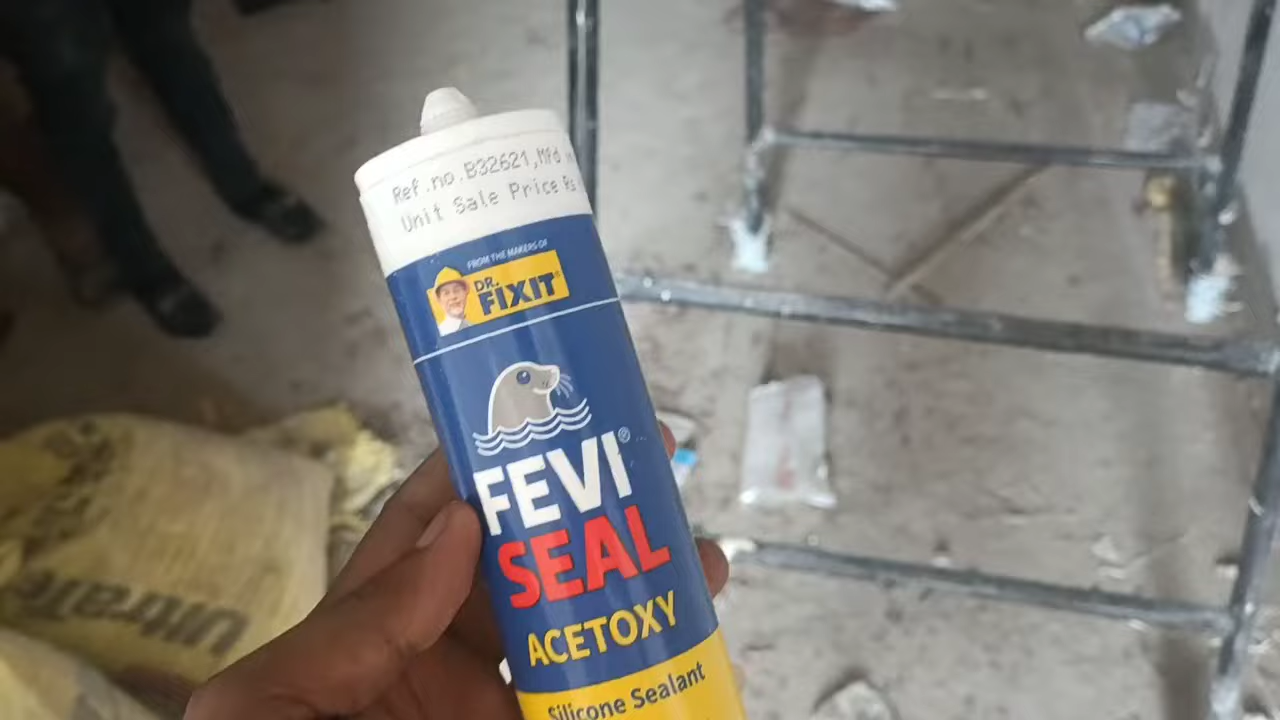 Ref.no.B32621,Mfd
Unit Sale Price Rs
FROM THE MAKERS OF
DR.
FIXIT®
FEVI®
SEAL
ACETOXY
Silicone Sealant
UltraTe